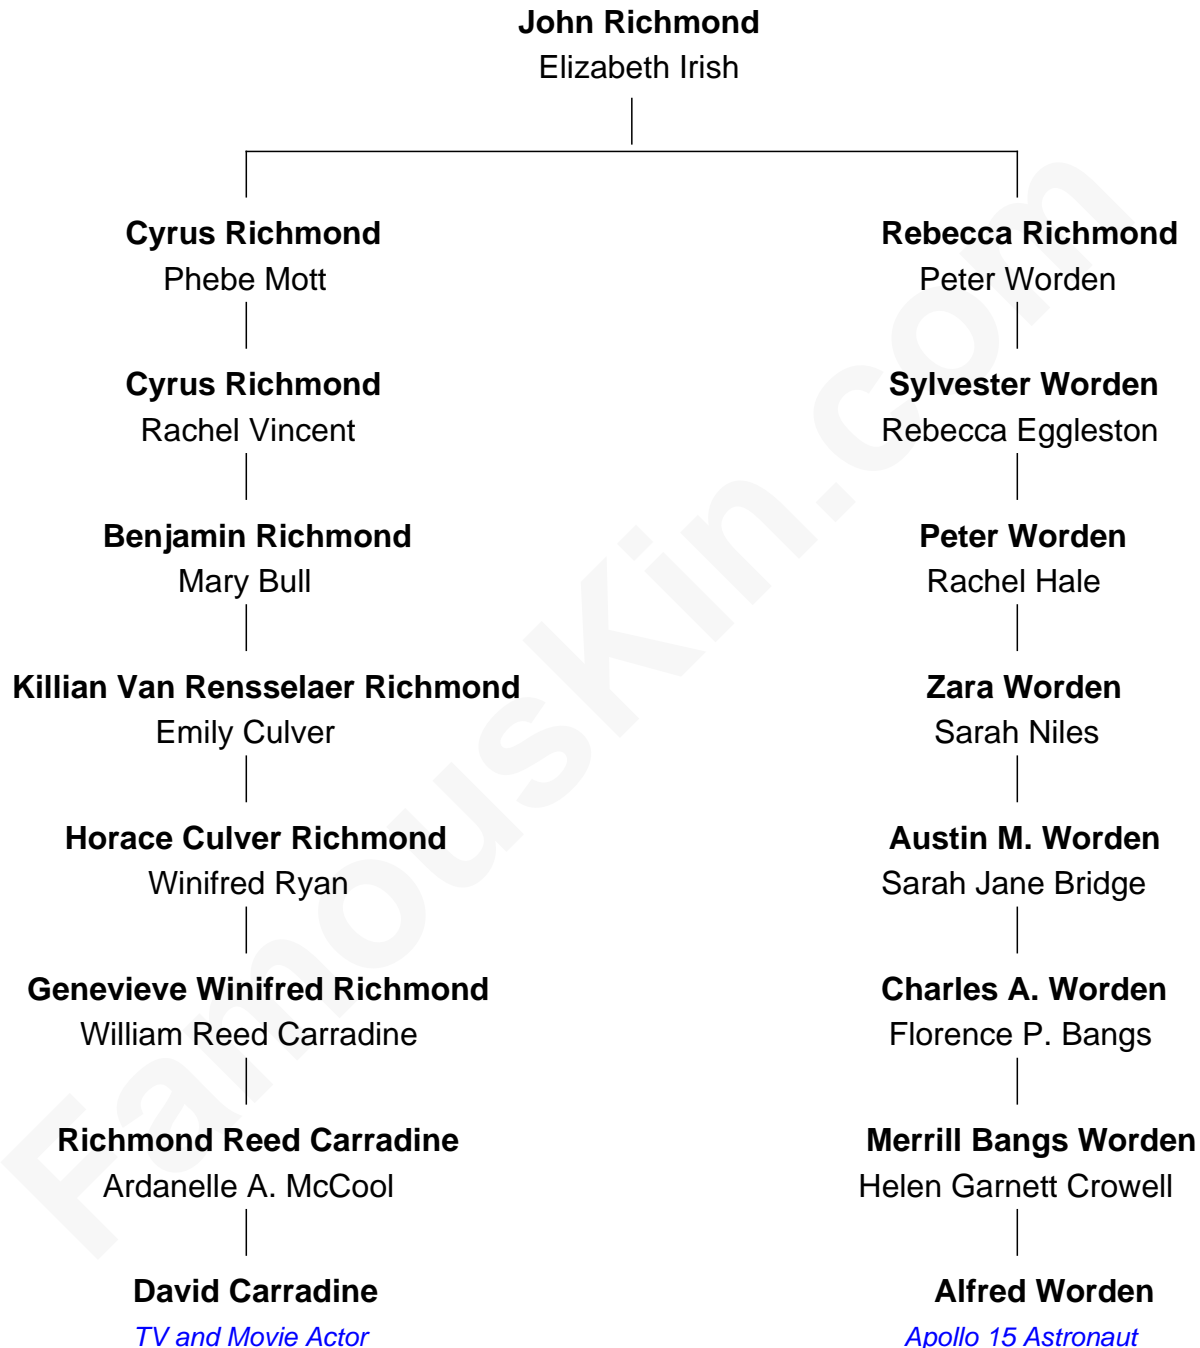 John Richmond
Elizabeth Irish
Cyrus Richmond
Phebe Mott
Rebecca Richmond
Peter Worden
Cyrus Richmond
Rachel Vincent
Sylvester Worden
Rebecca Eggleston
Benjamin Richmond
Mary Bull
Peter Worden
Rachel Hale
Killian Van Rensselaer Richmond
Emily Culver
Zara Worden
Sarah Niles
Horace Culver Richmond
Winifred Ryan
Austin M. Worden
Sarah Jane Bridge
Genevieve Winifred Richmond
William Reed Carradine
Charles A. Worden
Florence P. Bangs
Richmond Reed Carradine
Ardanelle A. McCool
Merrill Bangs Worden
Helen Garnett Crowell
David Carradine
TV and Movie Actor
Alfred Worden
Apollo 15 Astronaut
FamousKin.com